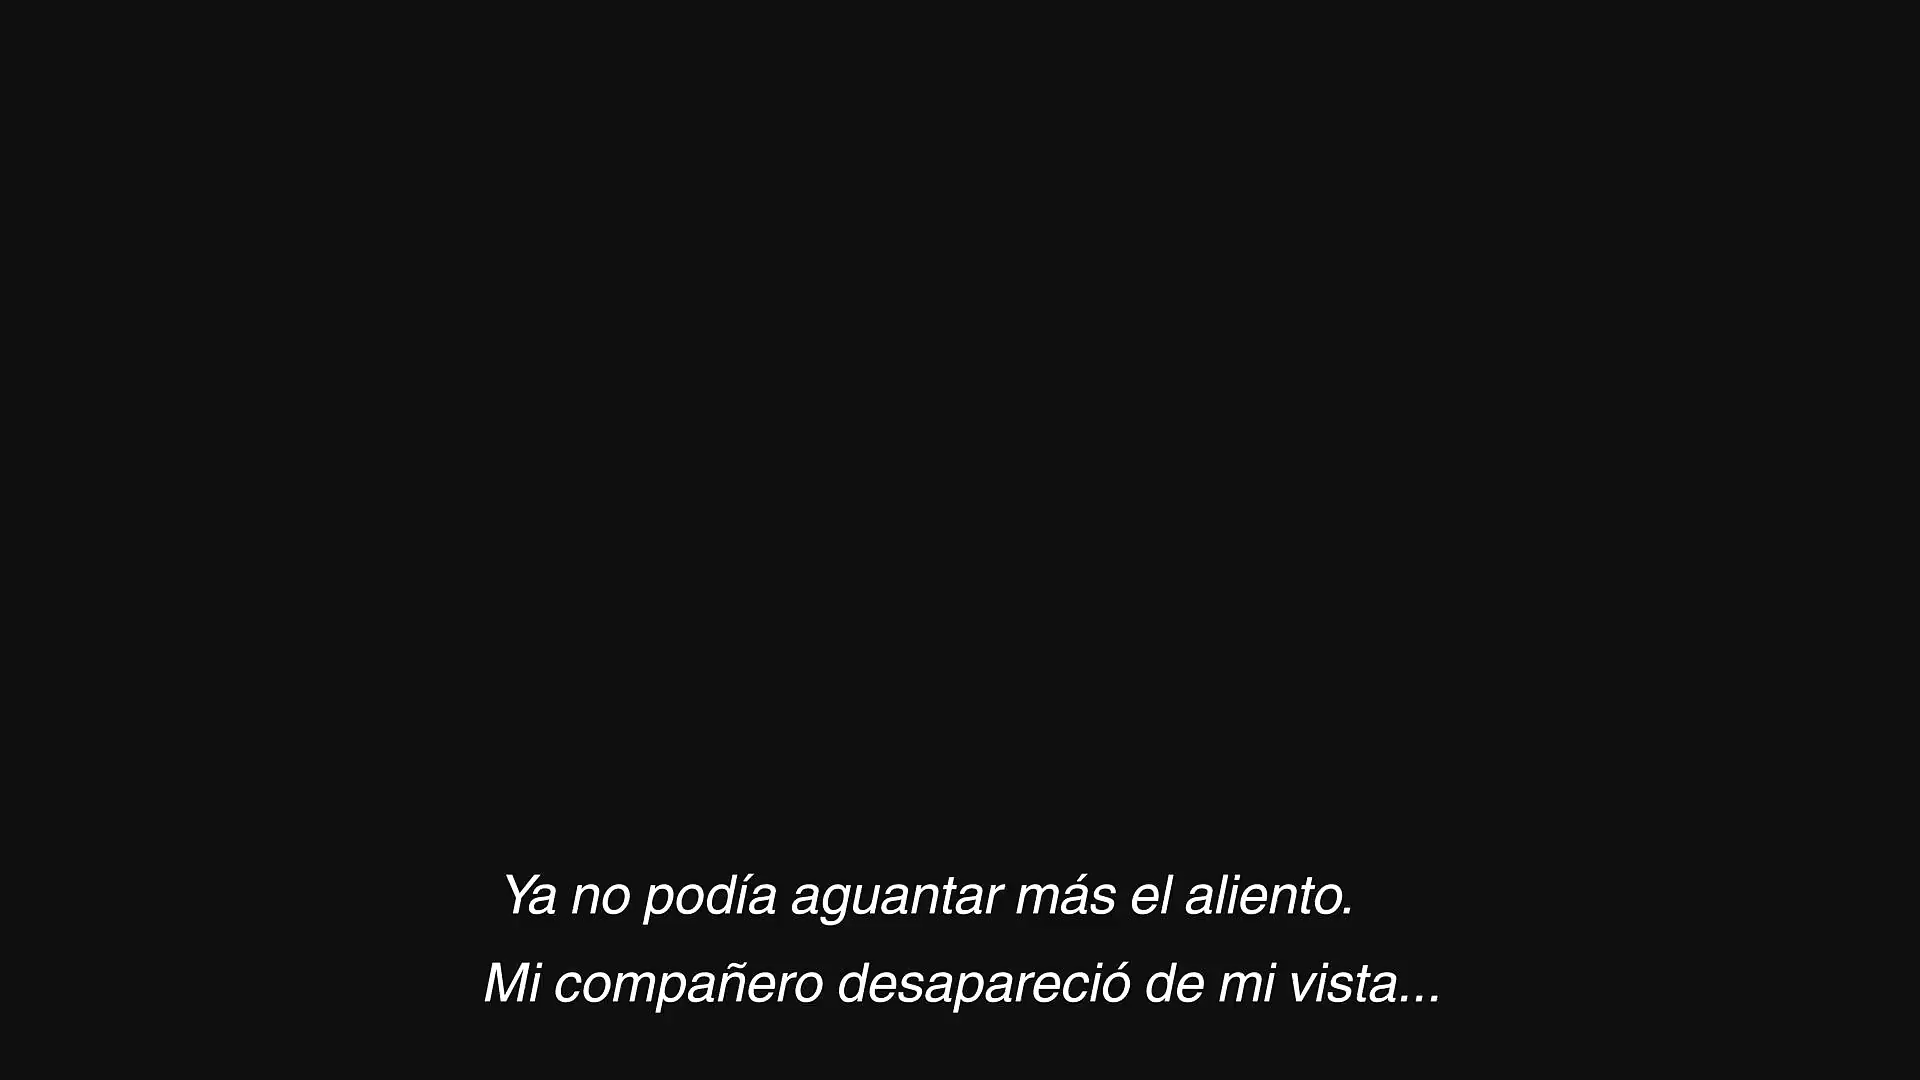 Ya no podía aguantar más el aliento.
Mi compañero desapareció de mi vista...